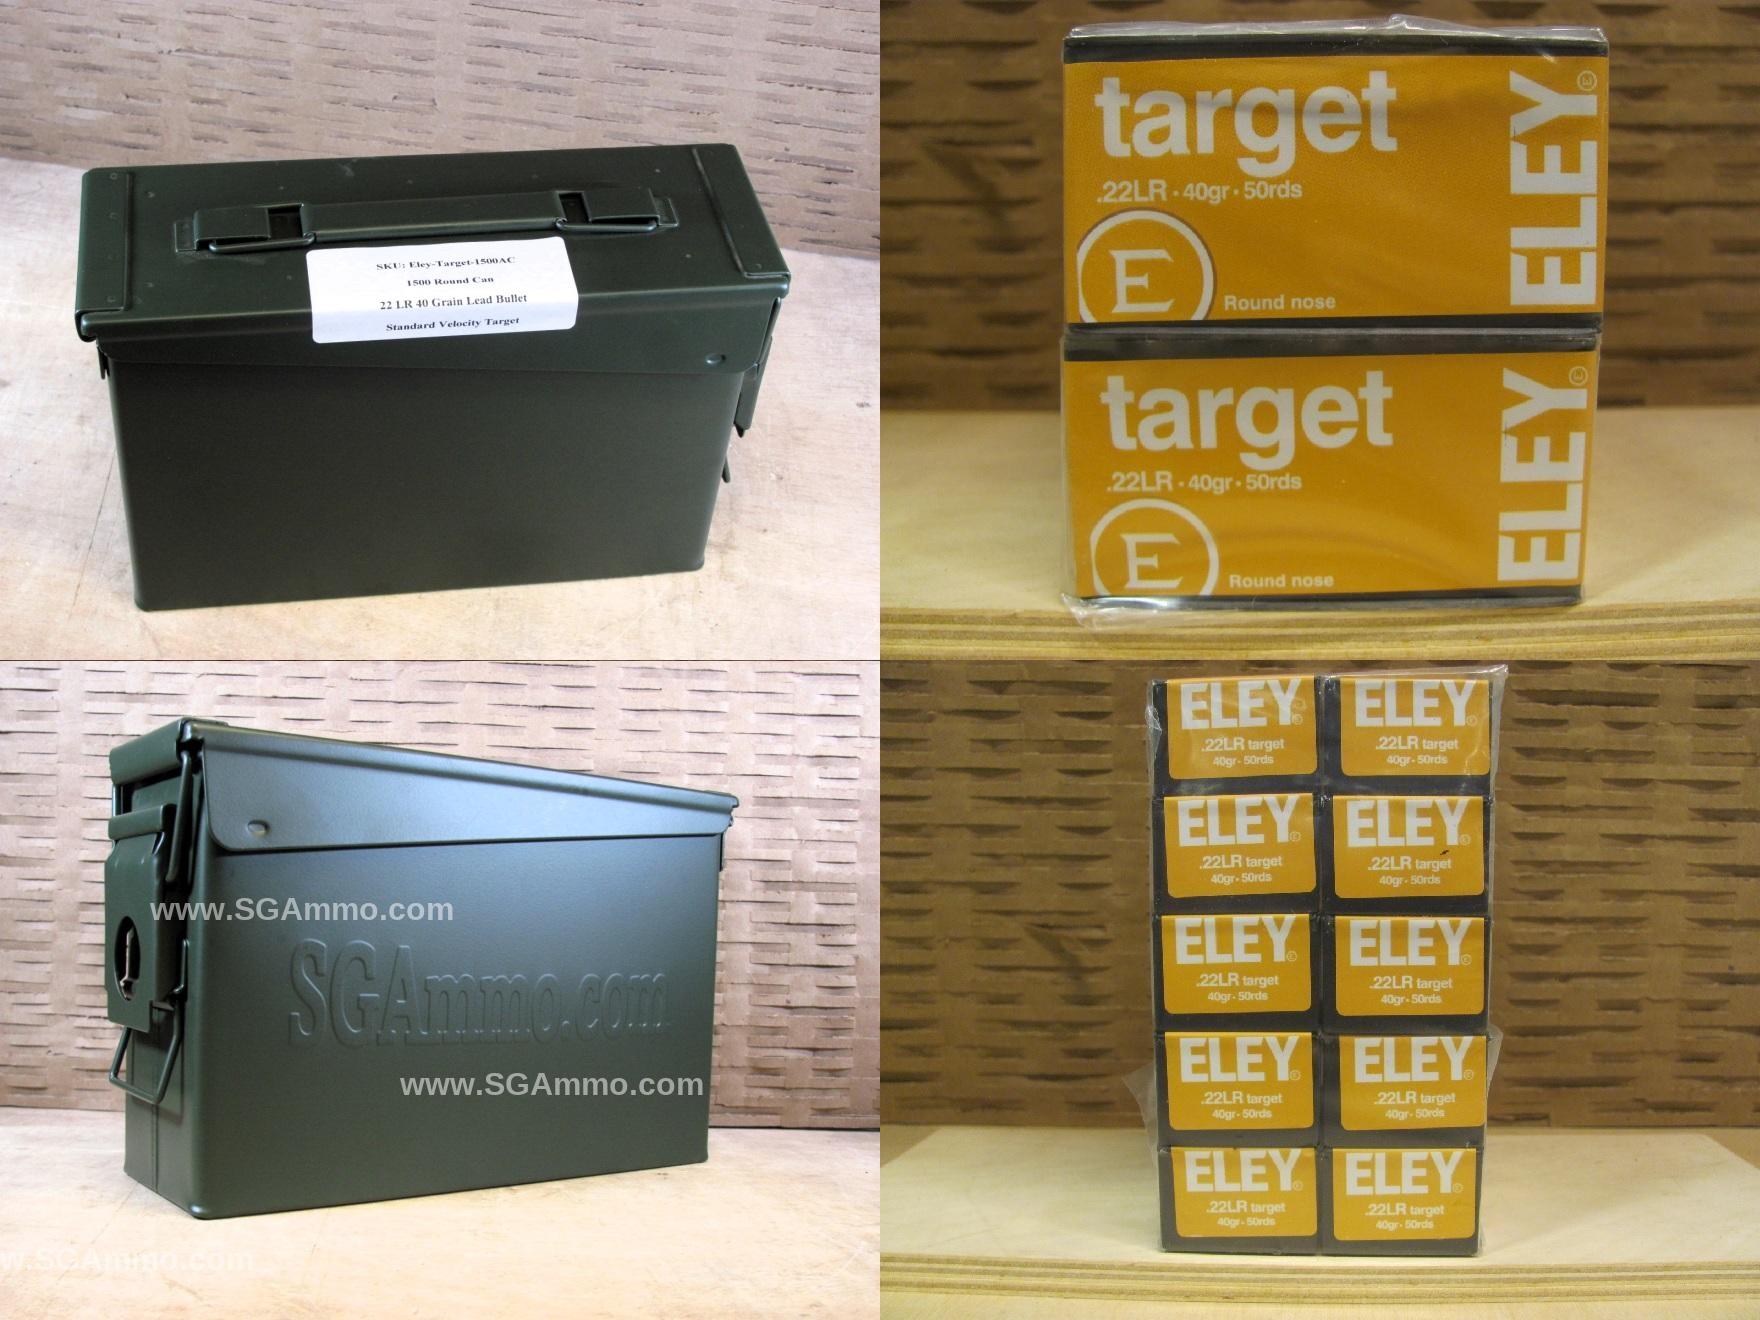 SKU: Eley-Target-1500AC
1500 Round Can
22 LR 40 Grain Lead Bullet
Standard Velocity Target
target
.22LR · 40gr · 50rds
E
Round nose
ELEY
target
.22LR · 40gr · 50rds
E
Round nose
ELEY
www.SGAmmo.com
SGAmmo.com
www.SGAmmo.com
w.SGAmmo.com
ELEY
.22LR target
40gr · 50rds
ELEY
.22LR target
40gr · 50rds
ELEY
.22LR target
40gr · 50rds
ELEY
.22LR target
40gr · 50rds
ELEY
.22LR target
40gr · 50rds
ELEY
.22LR target
40gr · 50rds
ELEY
.22LR target
40gr · 50rds
ELEY
.22LR target
40gr · 50rds
ELEY
.22LR target
40gr · 50rds
ELEY
.22LR target
40gr · 50rds